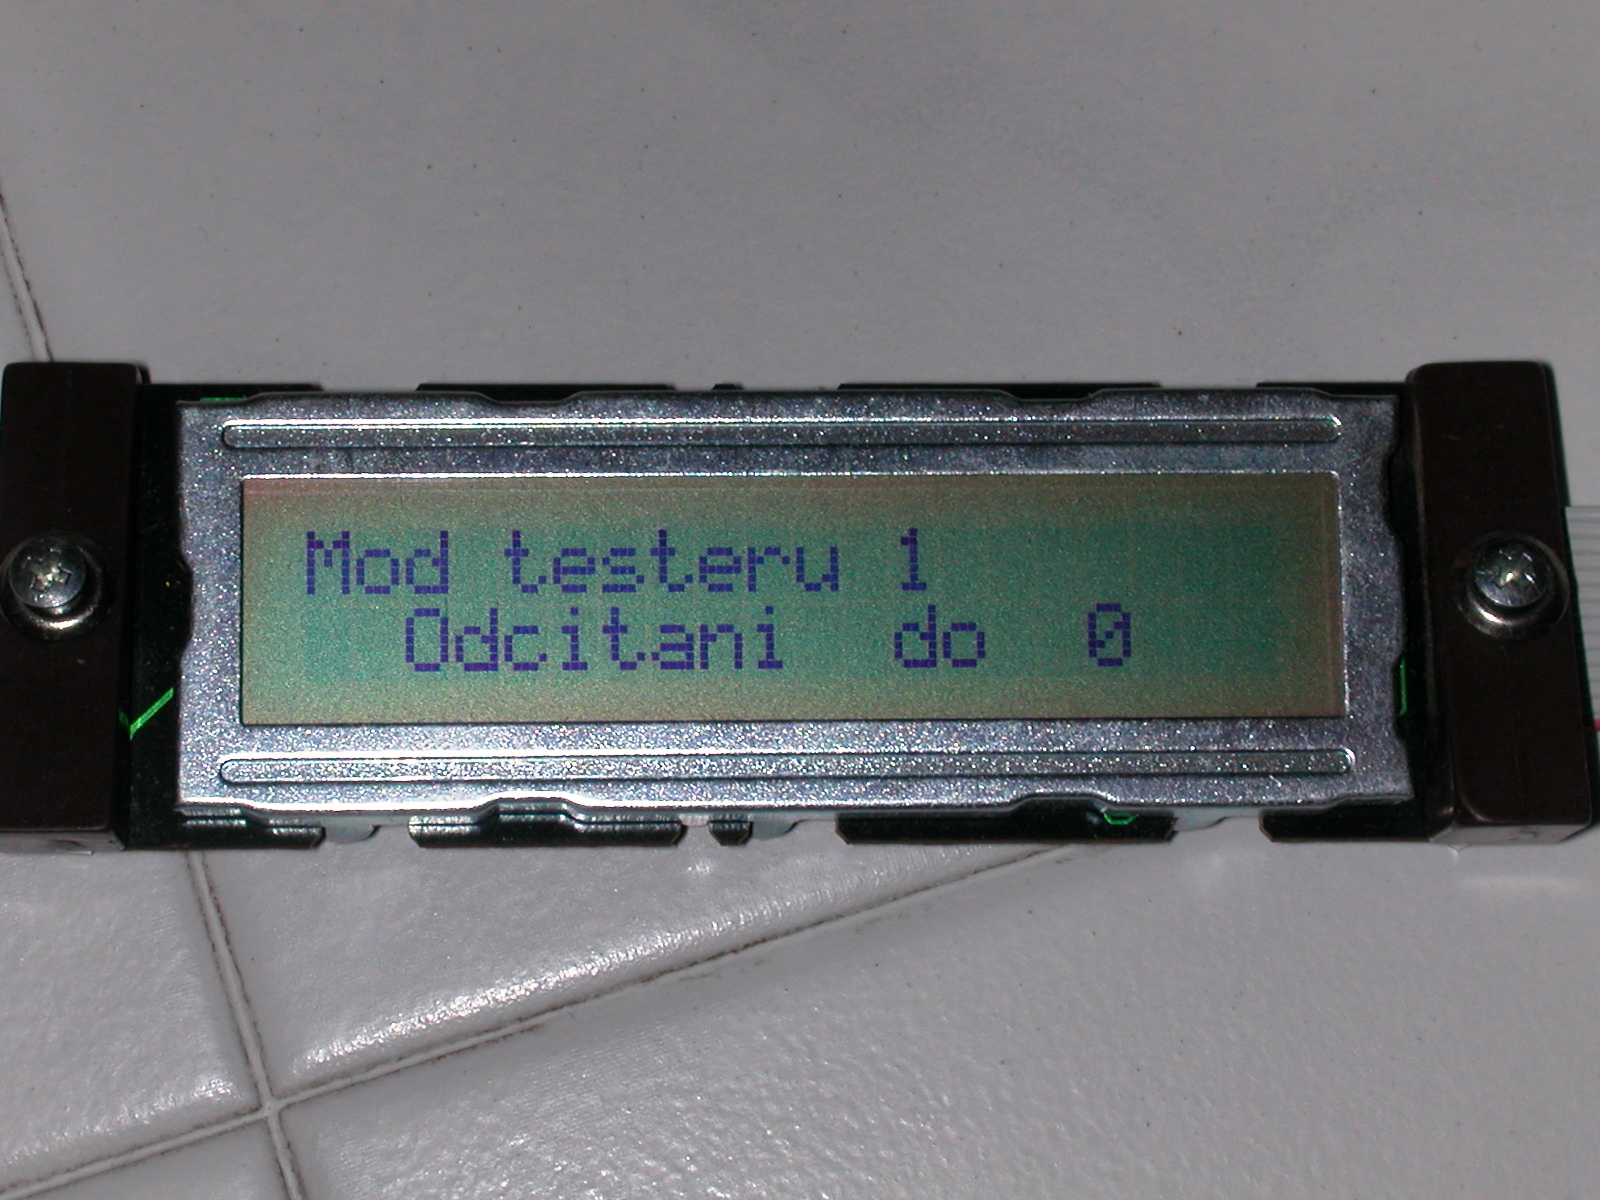 Mod testeru 1
Odcitani do 0